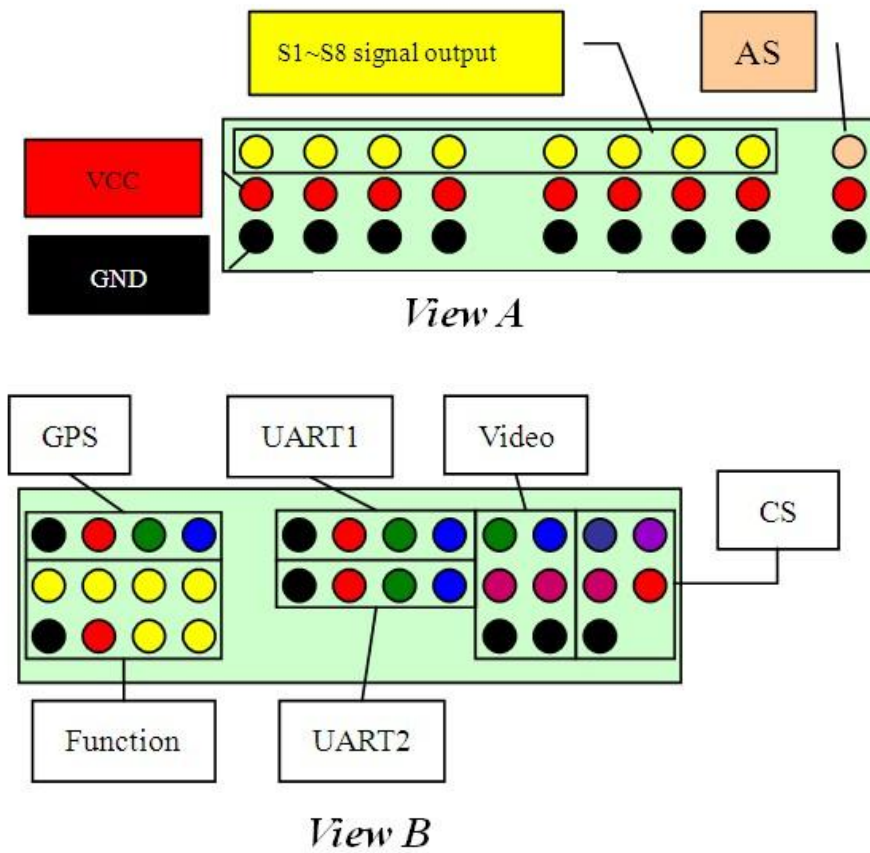 S1~S8 signal output
AS
VCC
GND
View A
GPS
UART1
Video
CS
Function
UART2
View B